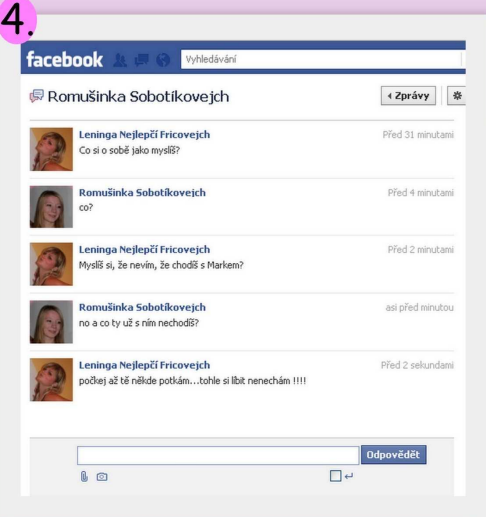 4.
facebook Vyhledávání
Romušinka Sobotíkovejch Zprávy
Leninga Nejlepčí Fricovejch Před 31 minutami
Co si o sobě jako myslíš?
Romušinka Sobotíkovejch Před 4 minutami
co?
Leninga Nejlepčí Fricovejch Před 2 minutami
Myslíš si, že nevím, že chodíš s Markem?
Romušinka Sobotíkovejch asi před minutou
no a co ty už s ním nechodíš?
Leninga Nejlepčí Fricovejch Před 2 sekundami
počkej až tě někde potkám...tohle si líbit nenechám !!!!
Odpovědět